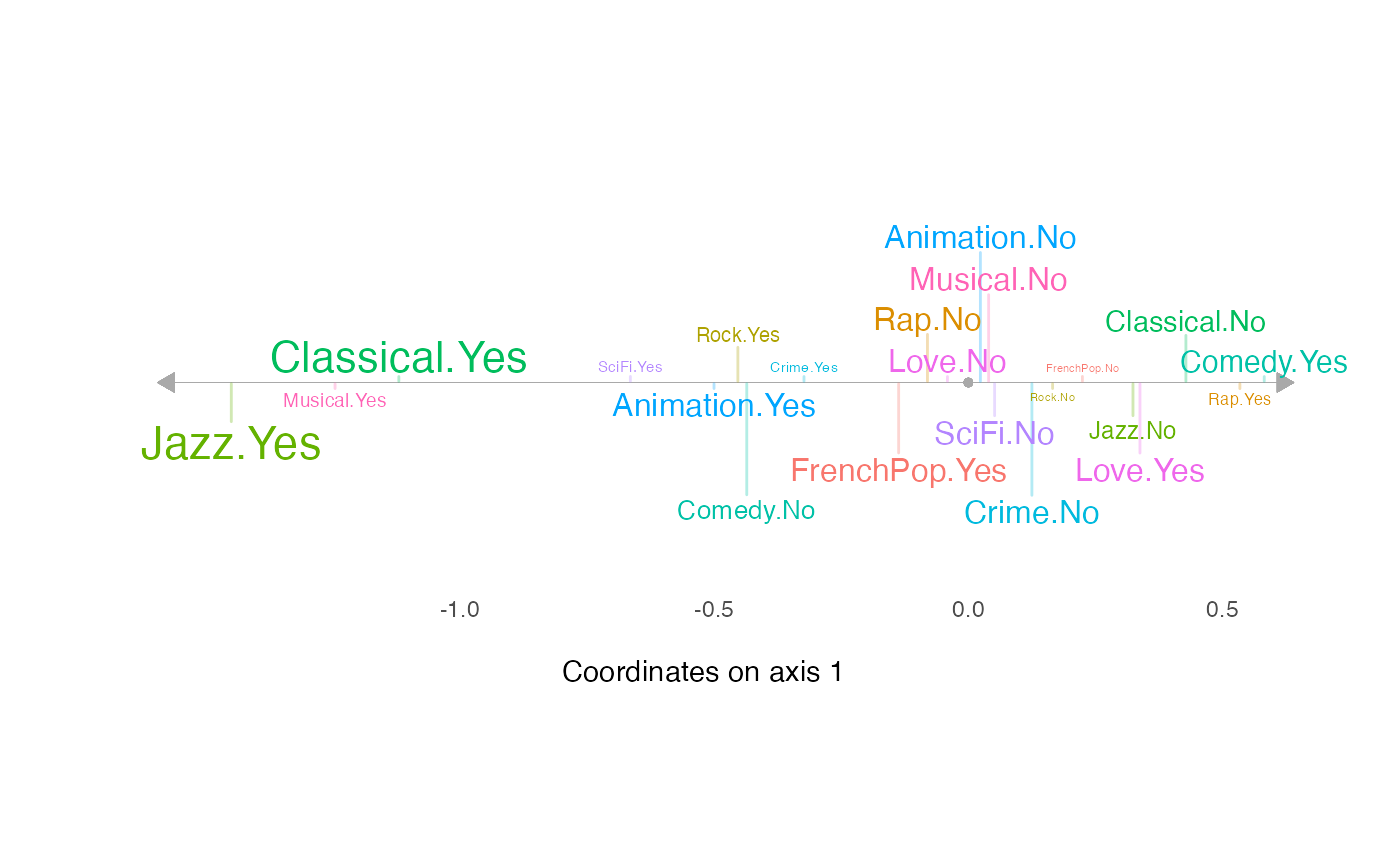 Animation.No
Musical.No
Rap.No
Classical.No
Rock.Yes
Classical.Yes
SciFi.Yes
Crime.Yes
Love.No
FrenchPop.No
Comedy.Yes
Musical.Yes
Animation.Yes
Rock.No
Rap.Yes
Jazz.Yes
SciFi.No
Jazz.No
FrenchPop.Yes
Love.Yes
Comedy.No
Crime.No
-1.0 -0.5 0.0 0.5
Coordinates on axis 1